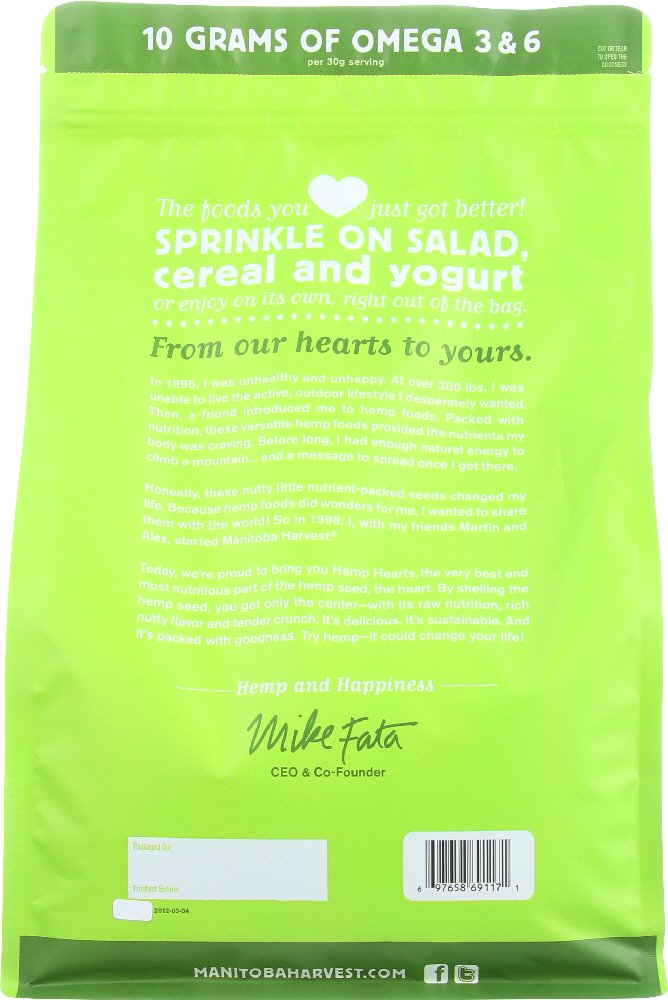 10 GRAMS OF OMEGA 3 & 6
per 30g serving
CUT OR TEAR
TO OPEN THE
GOODNESS
The foods you just got better!
SPRINKLE ON SALAD,
cereal and yogurt
or enjoy on its own, right out of the bag.
From our hearts to yours.
In 1995, I was unhealthy and unhappy. At over 300 lbs, I was
unable to live the active, outdoor lifestyle I desperately wanted.
Then, a friend introduced me to hemp foods. Packed with
nutrition, these versatile hemp foods provided the nutrients my
body was craving. Before long, I had enough natural energy to
climb a mountain... and a message to spread once I got there.
Honestly, these nutty little nutrient-packed seeds changed my
life. Because hemp foods did wonders for me, I wanted to share
them with the world! So in 1998, I, with my friends Martin and
Alex, started Manitoba Harvest®
Today, we're proud to bring you Hemp Hearts, the very best and
most nutritious part of the hemp seed, the heart. By shelling the
hemp seed, you get only the center—with its raw nutrition, rich
nutty flavor and tender crunch. It's delicious. It's sustainable. And
it's packed with goodness. Try hemp—it could change your life!
Hemp and Happiness
Mike Fata
CEO & Co-Founder
Packaged On:
Freshest Before:
2012-03-04
6 97658 69117 1
MANITOBAHARVEST.COM f t